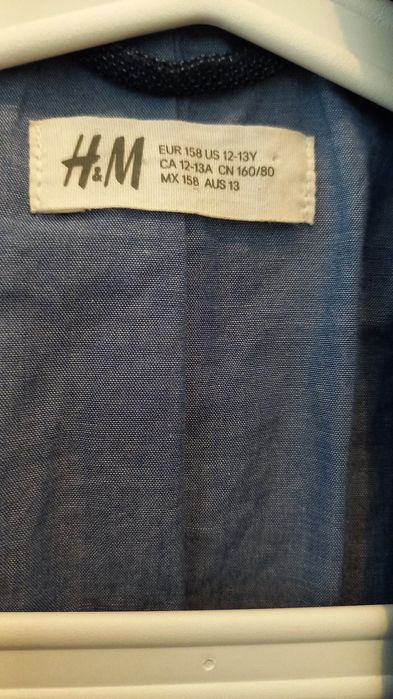 H&M
EUR 158 US 12-13Y
CA 12-13A CN 160/80
MX 158 AUS 13